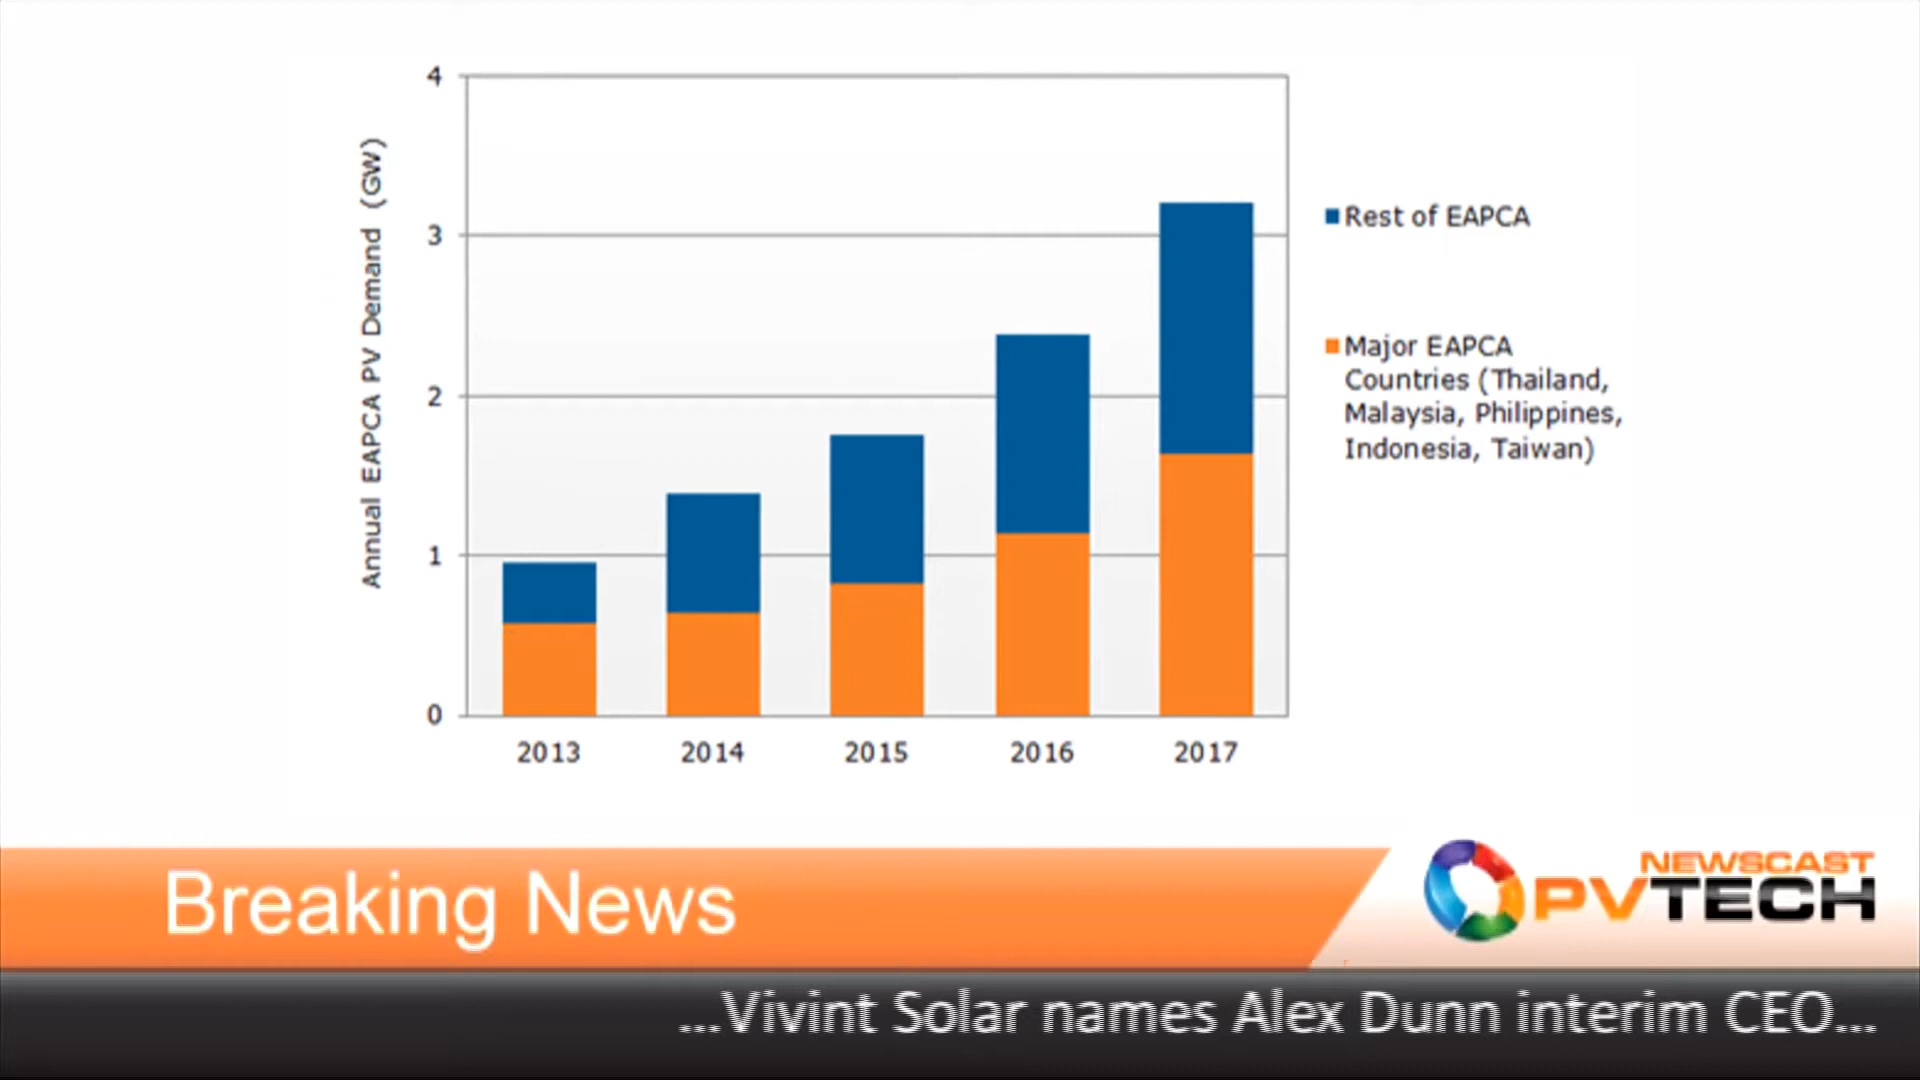 4
3
2
1
0
Annual EAPCA PV Demand (GW)
2013 2014 2015 2016 2017
Rest of EAPCA
Major EAPCA
Countries (Thailand,
Malaysia, Philippines,
Indonesia, Taiwan)
Breaking News
NEWSCAST
PVTECH
...Vivint Solar names Alex Dunn interim CEO...